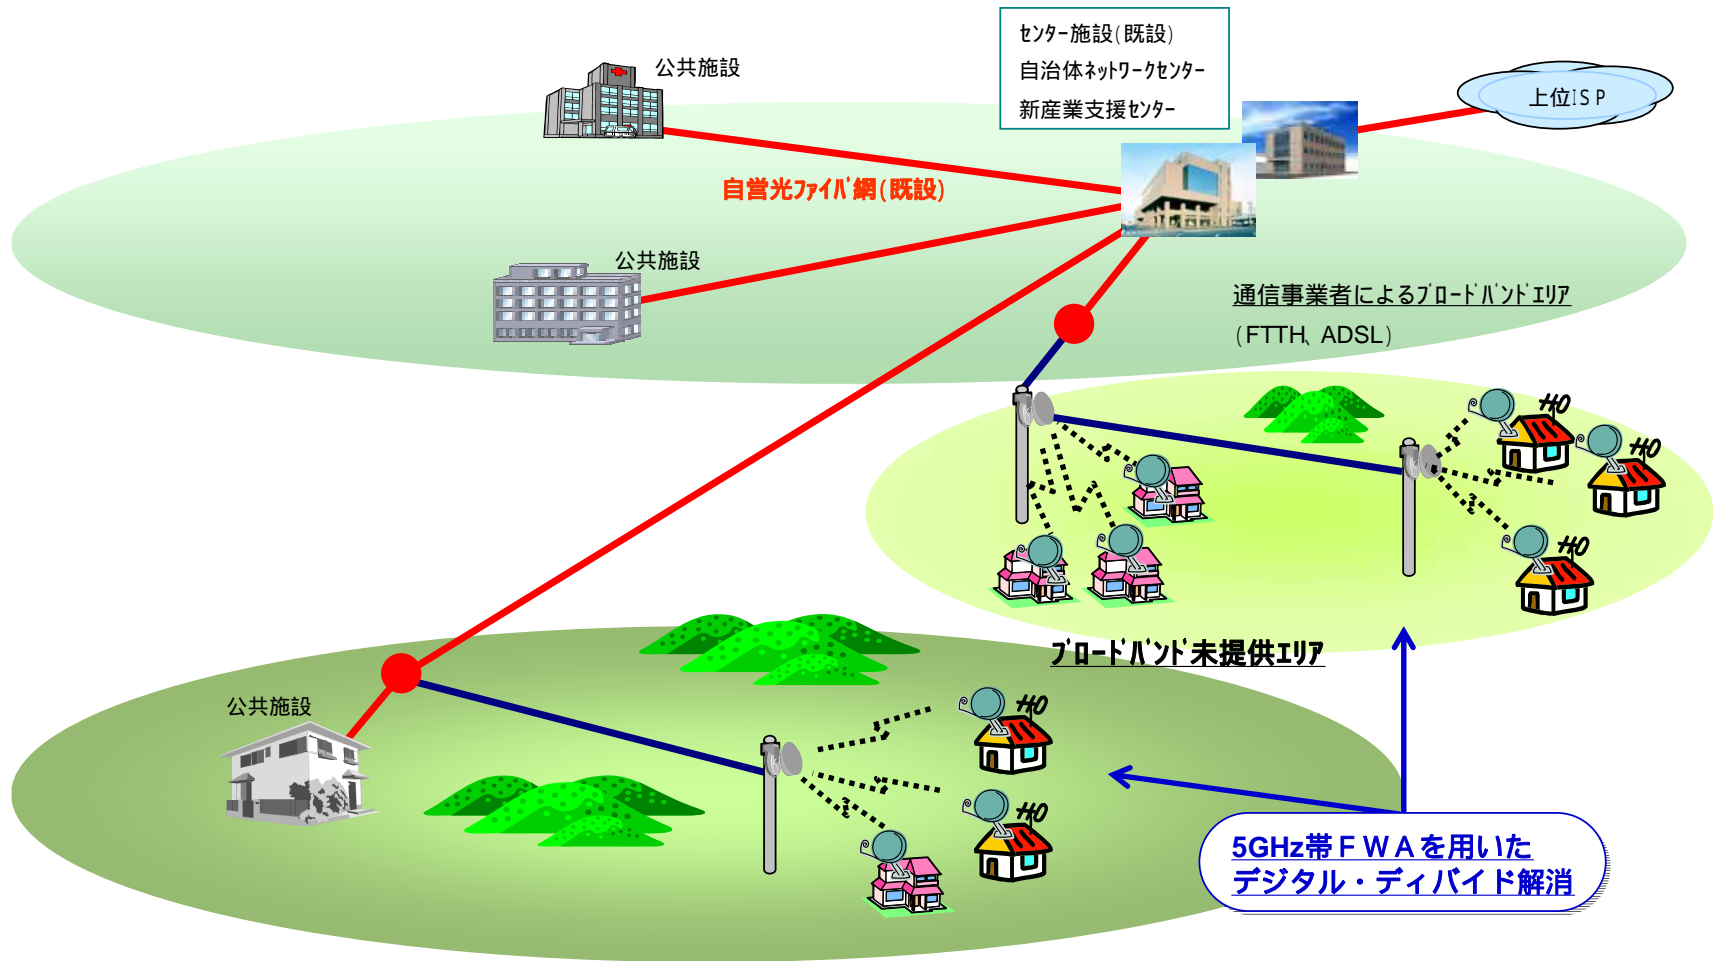 センター施設(既設)
自治体ネットワークセンター
新産業支援センター
公共施設
上位ISP
自営光ファイバ網(既設)
公共施設
通信事業者によるブロードバンドエリア
(FTTH、ADSL)
ブロードバンド未提供エリア
公共施設
5GHz帯FWAを用いた
デジタル・ディバイド解消